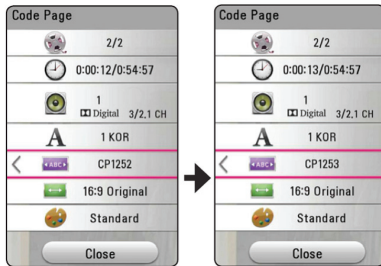 Code Page
2/2
0:00:12/0:54:57
1
Digital 3/2.1 CH
A 1 KOR
ABC CP1252
16:9 Original
Standard
Close
Code Page
2/2
0:00:13/0:54:57
1
Digital 3/2.1 CH
A 1 KOR
ABC CP1253
16:9 Original
Standard
Close